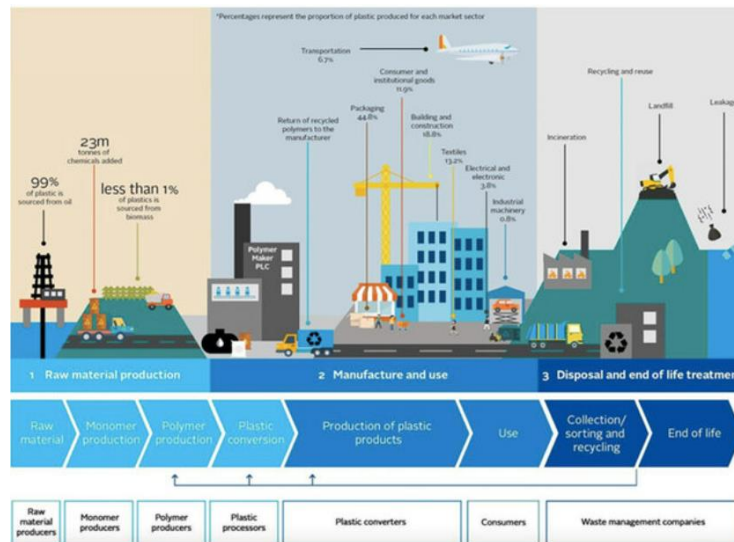 *Percentages represent the proportion of plastic produced for each market sector
Transportation
6.7%
Consumer and
institutional goods
11.9%
Packaging
44.8%
Building and
construction
18.8%
Textiles
13.2%
Electrical and
electronic
3.8%
Industrial
machinery
0.8%
Return of recycled
polymers to the
manufacturer
Recycling and reuse
Landfill
Leakage
Incineration
23m
tonnes of
chemicals added
99%
of plastic is
sourced from oil
less than 1%
of plastics is
sourced from
biomass
Polymer
Maker
PLC
1 Raw material production
2 Manufacture and use
3 Disposal and end of life treatmen
Raw
material
Monomer
production
Polymer
production
Plastic
conversion
Production of plastic
products
Use
Collection/
sorting and
recycling
End of life
Raw
material
producers
Monomer
producers
Polymer
producers
Plastic
processors
Plastic converters
Consumers
Waste management companies